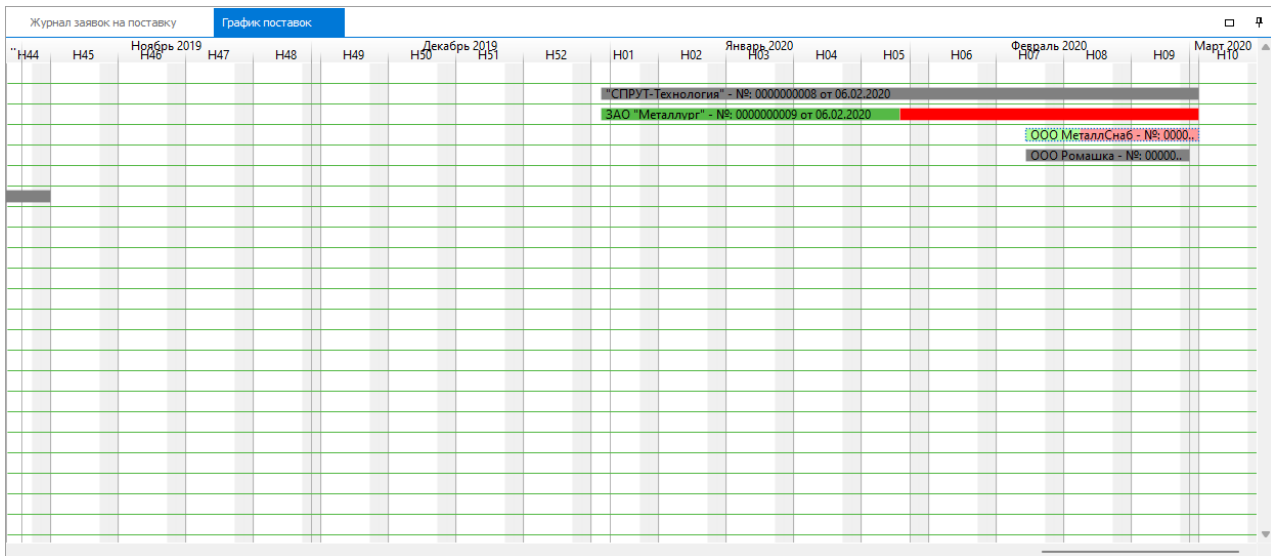 Журнал заявок на поставку График поставок
.. Ноябрь 2019 Декабрь 2019 Январь 2020 Февраль 2020 Март 2020
Н44 Н45 Н46 Н47 Н48 Н49 Н50 Н51 Н52 Н01 Н02 Н03 Н04 Н05 Н06 Н07 Н08 Н09 Н10
"СПРУТ-Технология" - №: 0000000008 от 06.02.2020
ЗАО "Металлург" - №: 0000000009 от 06.02.2020
ООО МеталлСнаб - №: 0000..
ООО Ромашка - №: 00000..